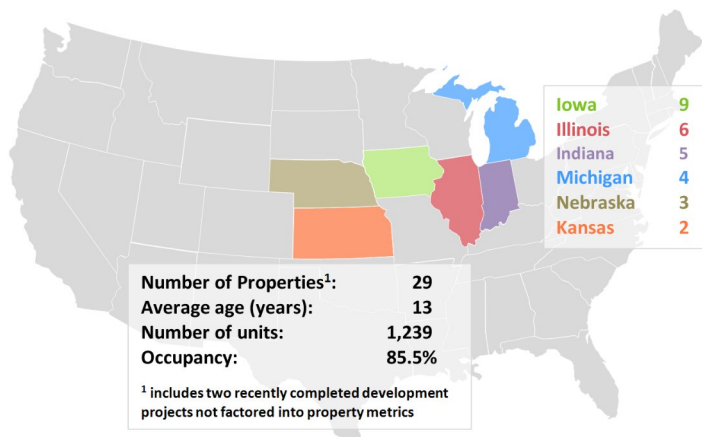 Iowa 9
Illinois 6
Indiana 5
Michigan 4
Nebraska 3
Kansas 2
Number of Properties¹: 29
Average age (years): 13
Number of units: 1,239
Occupancy: 85.5%
¹ includes two recently completed development
projects not factored into property metrics